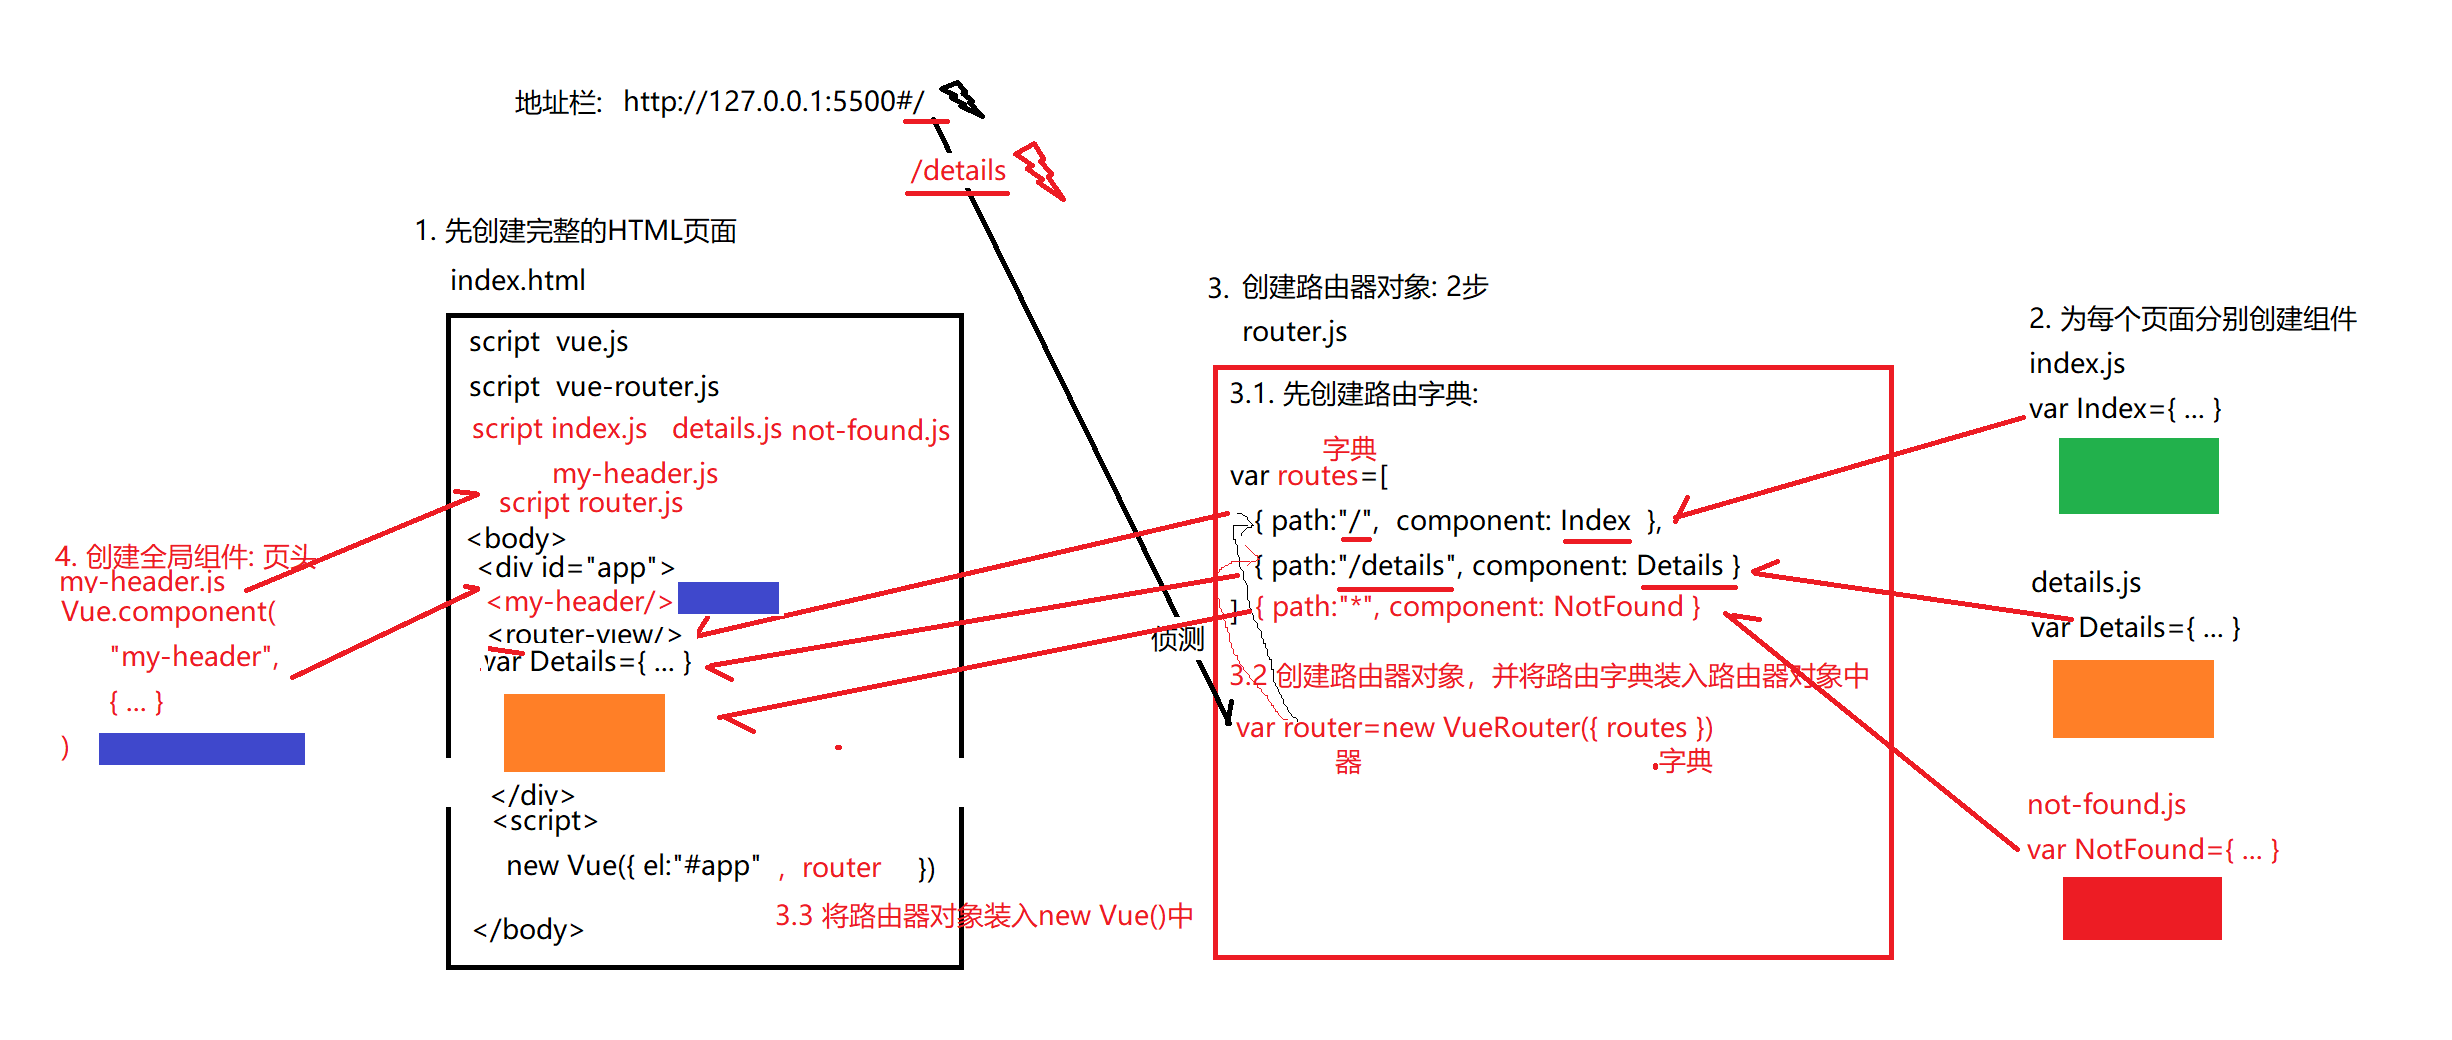 地址栏: http://127.0.0.1:5500#/
/details
1. 先创建完整的HTML页面
index.html
script vue.js
script vue-router.js
script index.js details.js not-found.js
my-header.js
script router.js
<body>
<div id="app">
<my-header/>
<router-view/>
var Details={ ... }
</div>
<script>
new Vue({ el:"#app" , router })
3.3 将路由器对象装入new Vue()中
</body>
4. 创建全局组件: 页头
my-header.js
Vue.component(
"my-header",
{ ... }
)
侦测
3. 创建路由器对象: 2步
router.js
3.1. 先创建路由字典:
字典
var routes=[
{ path:"/", component: Index },
{ path:"/details", component: Details }
] { path:"*", component: NotFound }
3.2 创建路由器对象，并将路由字典装入路由器对象中
var router=new VueRouter({ routes })
器 字典
2. 为每个页面分别创建组件
index.js
var Index={ ... }
details.js
var Details={ ... }
not-found.js
var NotFound={ ... }